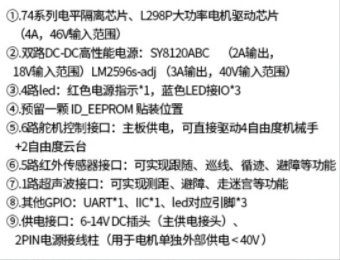 ①.74系列电平隔离芯片、L298P大功率电机驱动芯片
（4A，46V输入范围）
②.双路DC-DC高性能电源：SY8120ABC （2A输出，
18V输入范围）LM2596s-adj （3A输出，40V输入范围）
③.4路led：红色电源指示*1，蓝色LED接IO*3
④.预留一颗 ID_EEPROM 贴装位置
⑤.6路舵机控制接口：主板供电，可直接驱动4自由度机械手
+2自由度云台
⑥.5路红外传感器接口：可实现跟随、巡线、循迹、避障等功能
⑦.1路超声波接口：可实现测距、避障、走迷宫等功能
⑧.其他GPIO：UART*1、IIC*1、led对应引脚*3
⑨.供电接口：6-14V DC插头（主供电接头）、
2PIN电源接线柱（用于电机单独外部供电<40V ）